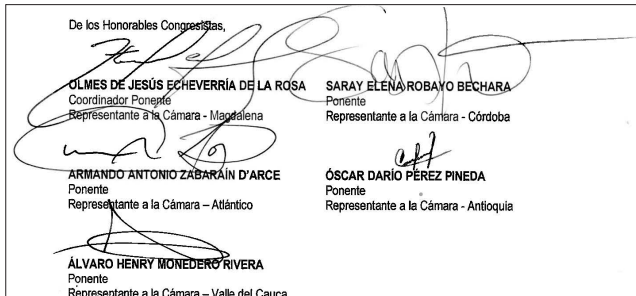 De los Honorables Congresistas,
OLMES DE JESÚS ECHEVERRÍA DE LA ROSA
Coordinador Ponente
Representante a la Cámara - Magdalena
SARAY ELENA ROBAYO BECHARA
Ponente
Representante a la Cámara - Córdoba
ARMANDO ANTONIO ZABARAÍN D'ARCE
Ponente
Representante a la Cámara – Atlántico
ÓSCAR DARÍO PÉREZ PINEDA
Ponente
Representante a la Cámara - Antioquia
ÁLVARO HENRY MONEDERO RIVERA
Ponente
Representante a la Cámara – Valle del Cauca